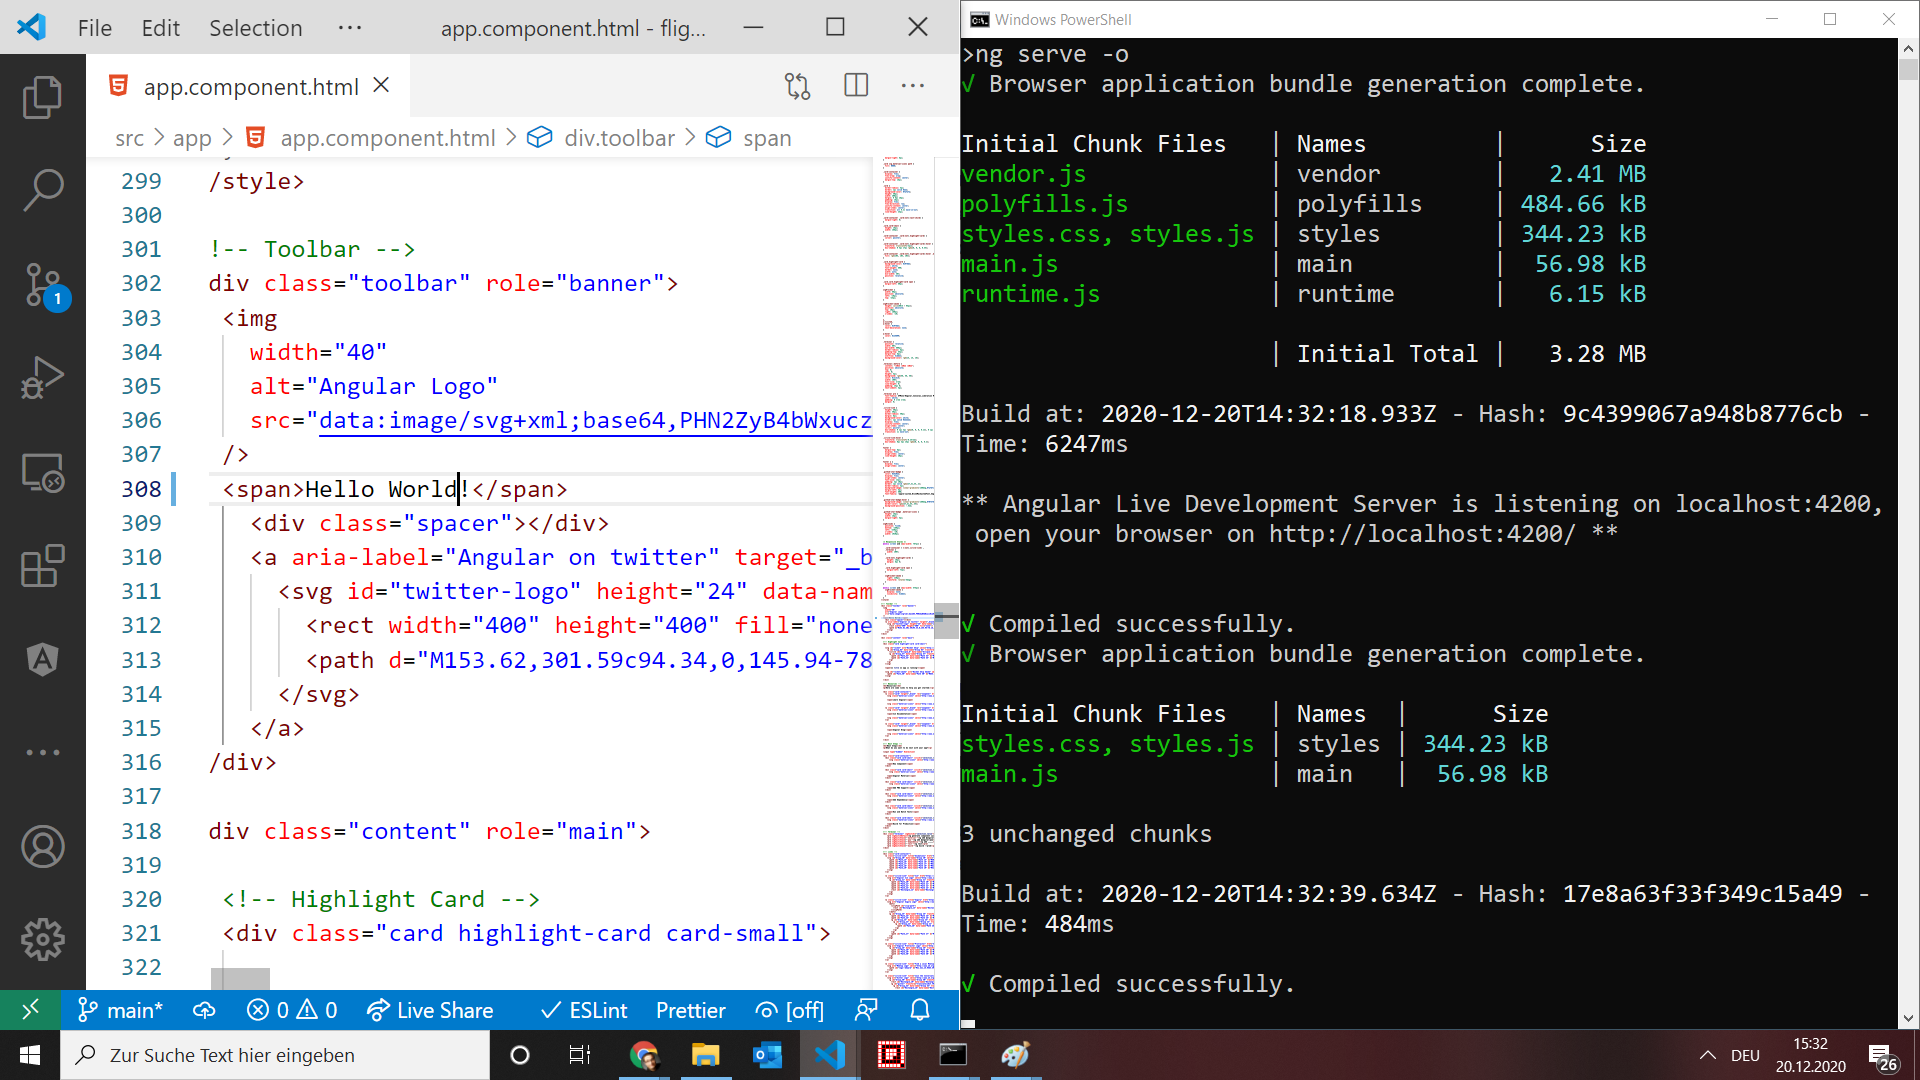 File Edit Selection ··· app.component.html - flig...
app.component.html
src > app > app.component.html > div.toolbar > span
299 /style>
300
301 !-- Toolbar -->
302 div class="toolbar" role="banner">
303 <img
304 width="40"
305 alt="Angular Logo"
306 src="data:image/svg+xml;base64,PHN2ZyB4bWxucz
307 />
308 <span>Hello World!</span>
309 <div class="spacer"></div>
310 <a aria-label="Angular on twitter" target="_b
311 <svg id="twitter-logo" height="24" data-nam
312 <rect width="400" height="400" fill="none
313 <path d="M153.62,301.59c94.34,0,145.94-78
314 </svg>
315 </a>
316 /div>
317
318 div class="content" role="main">
319
320 <!-- Highlight Card -->
321 <div class="card highlight-card card-small">
322
1
main* 0 0 Live Share ESLint Prettier [off]
Windows PowerShell
>ng serve -o
√ Browser application bundle generation complete.
Initial Chunk Files | Names | Size
vendor.js | vendor | 2.41 MB
polyfills.js | polyfills | 484.66 kB
styles.css, styles.js | styles | 344.23 kB
main.js | main | 56.98 kB
runtime.js | runtime | 6.15 kB
| Initial Total | 3.28 MB
Build at: 2020-12-20T14:32:18.933Z - Hash: 9c4399067a948b8776cb -
Time: 6247ms
** Angular Live Development Server is listening on localhost:4200,
open your browser on http://localhost:4200/ **
√ Compiled successfully.
√ Browser application bundle generation complete.
Initial Chunk Files | Names | Size
styles.css, styles.js | styles | 344.23 kB
main.js | main | 56.98 kB
3 unchanged chunks
Build at: 2020-12-20T14:32:39.634Z - Hash: 17e8a63f33f349c15a49 -
Time: 484ms
√ Compiled successfully.
Zur Suche Text hier eingeben
DEU
15:32
20.12.2020
26